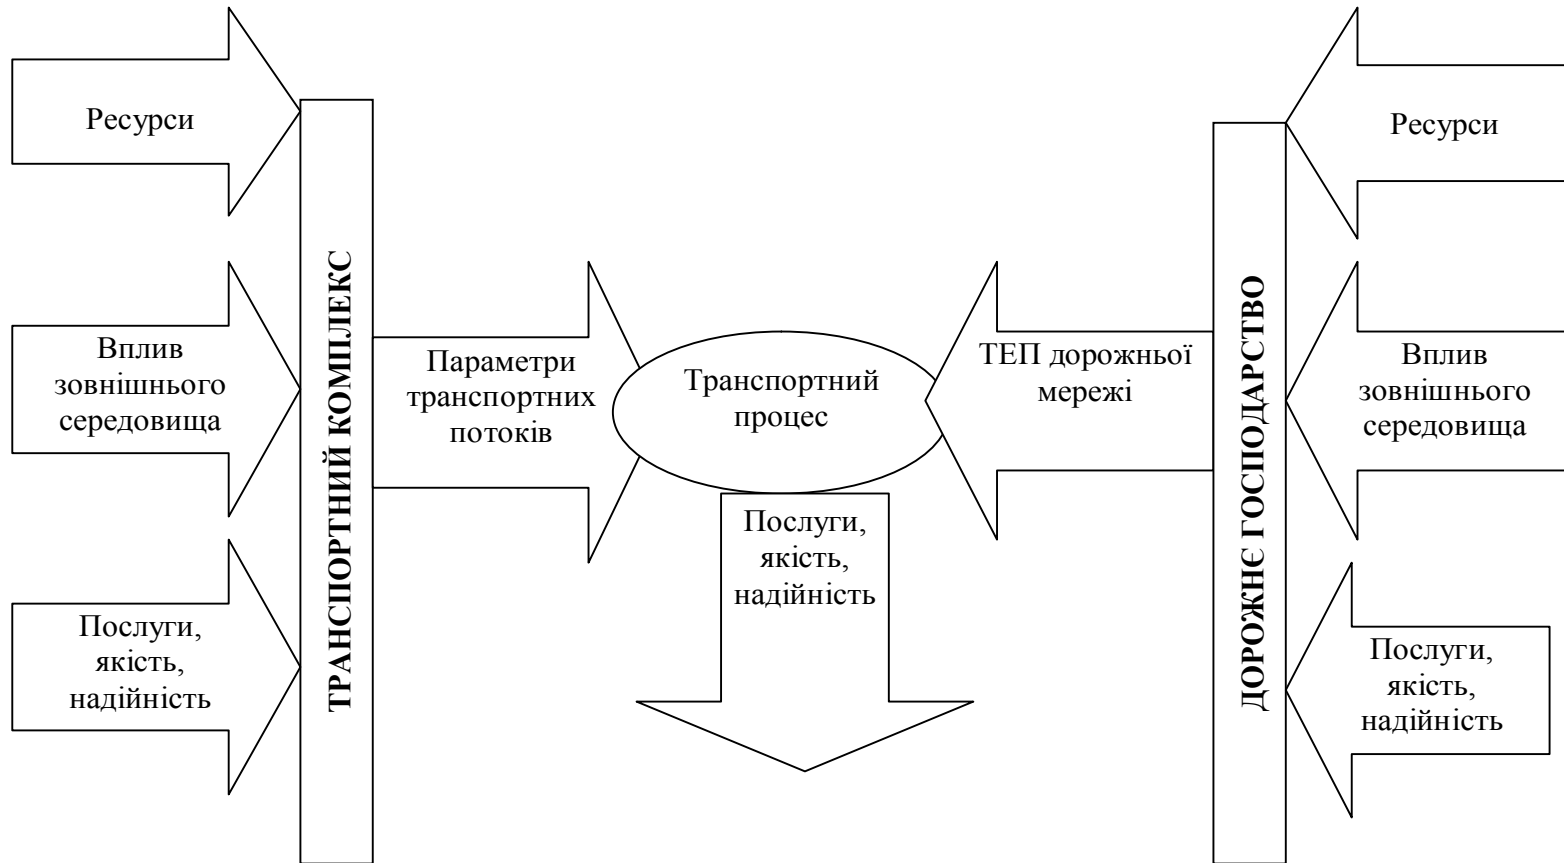 Ресурси
Вплив
зовнішнього
середовища
Послуги,
якість,
надійність
ТРАНСПОРТНИЙ КОМПЛЕКС
Параметри
транспортних
потоків
Транспортний
процес
Послуги,
якість,
надійність
ТЕП дорожньої
мережі
ДОРОЖНЄ ГОСПОДАРСТВО
Ресурси
Вплив
зовнішнього
середовища
Послуги,
якість,
надійність